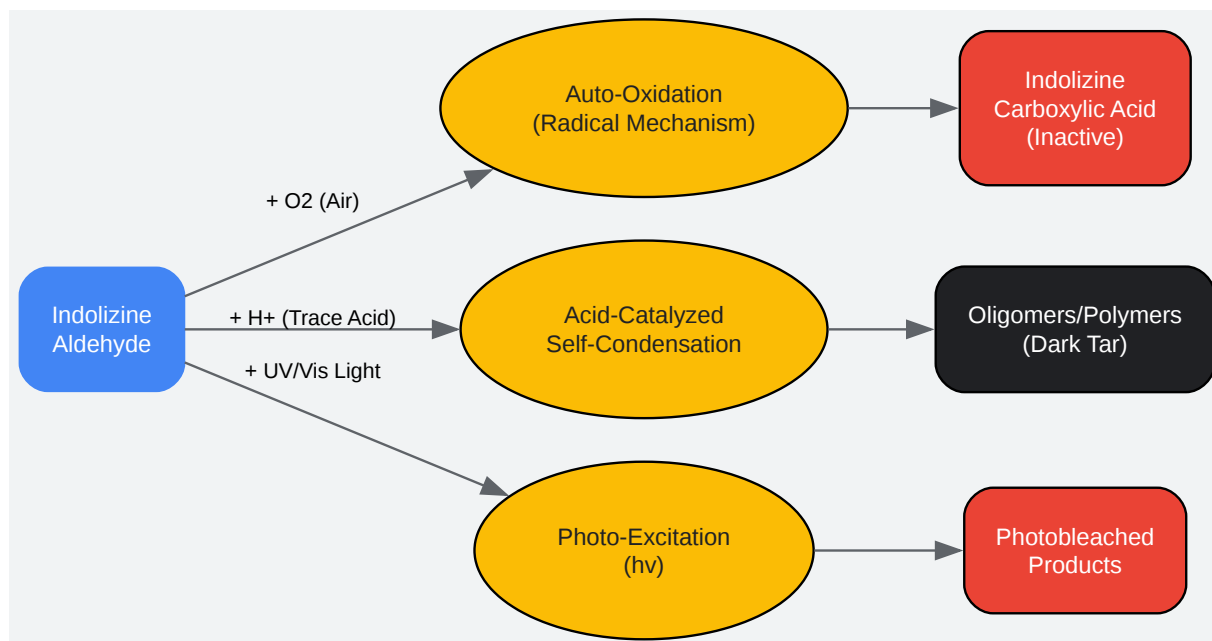 Auto-Oxidation
(Radical Mechanism)
Indolizine
Carboxylic Acid
(Inactive)
+ O2 (Air)
Indolizine
Aldehyde
+ H+ (Trace Acid)
Acid-Catalyzed
Self-Condensation
Oligomers/Polymers
(Dark Tar)
+ UV/Vis Light
Photo-Excitation
(hv)
Photobleached
Products